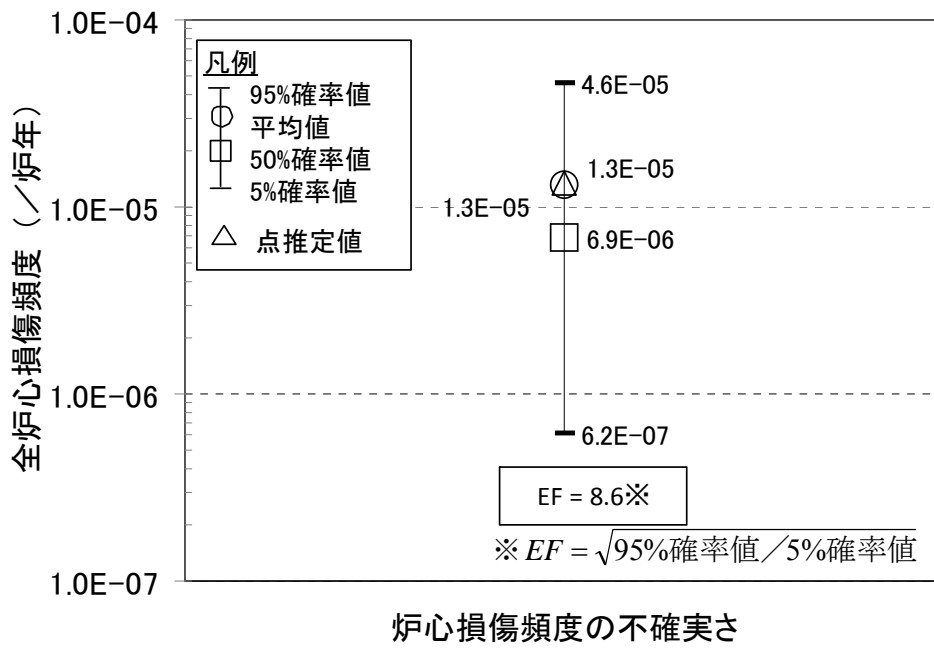 全炉心損傷頻度（／炉年）
1.0E-04
1.0E-05
1.0E-06
1.0E-07
凡例
95%確率値
平均値
50%確率値
5%確率値
点推定値
4.6E-05
1.3E-05
1.3E-05
6.9E-06
6.2E-07
EF = 8.6※
※ EF = √95%確率値／5%確率値
炉心損傷頻度の不確実さ